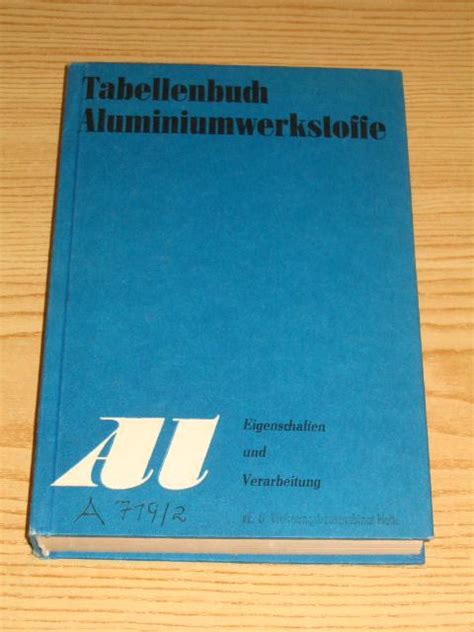 Tabellenbuch
Aluminiumwerkstoffe
Al
Eigenschaften
und
Verarbeitung
A 719/2